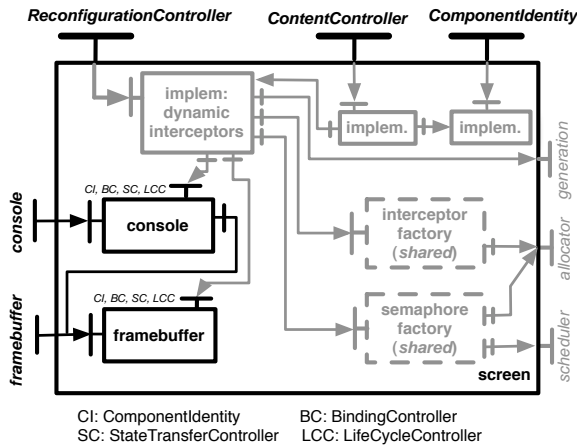 ReconfigurationController
ContentController
ComponentIdentity
implem:
dynamic
interceptors
implem.
implem.
generation
CI, BC, SC, LCC
console
console
interceptor
factory
(shared)
allocator
CI, BC, SC, LCC
framebuffer
framebuffer
semaphore
factory
(shared)
scheduler
screen
CI: ComponentIdentity
BC: BindingController
SC: StateTransferController
LCC: LifeCycleController